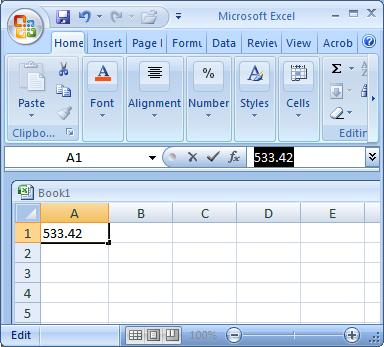 Microsoft Excel
Home Insert Page l Formu Data Reviev View Acrob
Paste Font Alignment Number Styles Cells
% Σ
Clipbo... Editin
A1 fx 533.42
Book1
A B C D E
1 533.42
2
3
4
5
Edit 100%